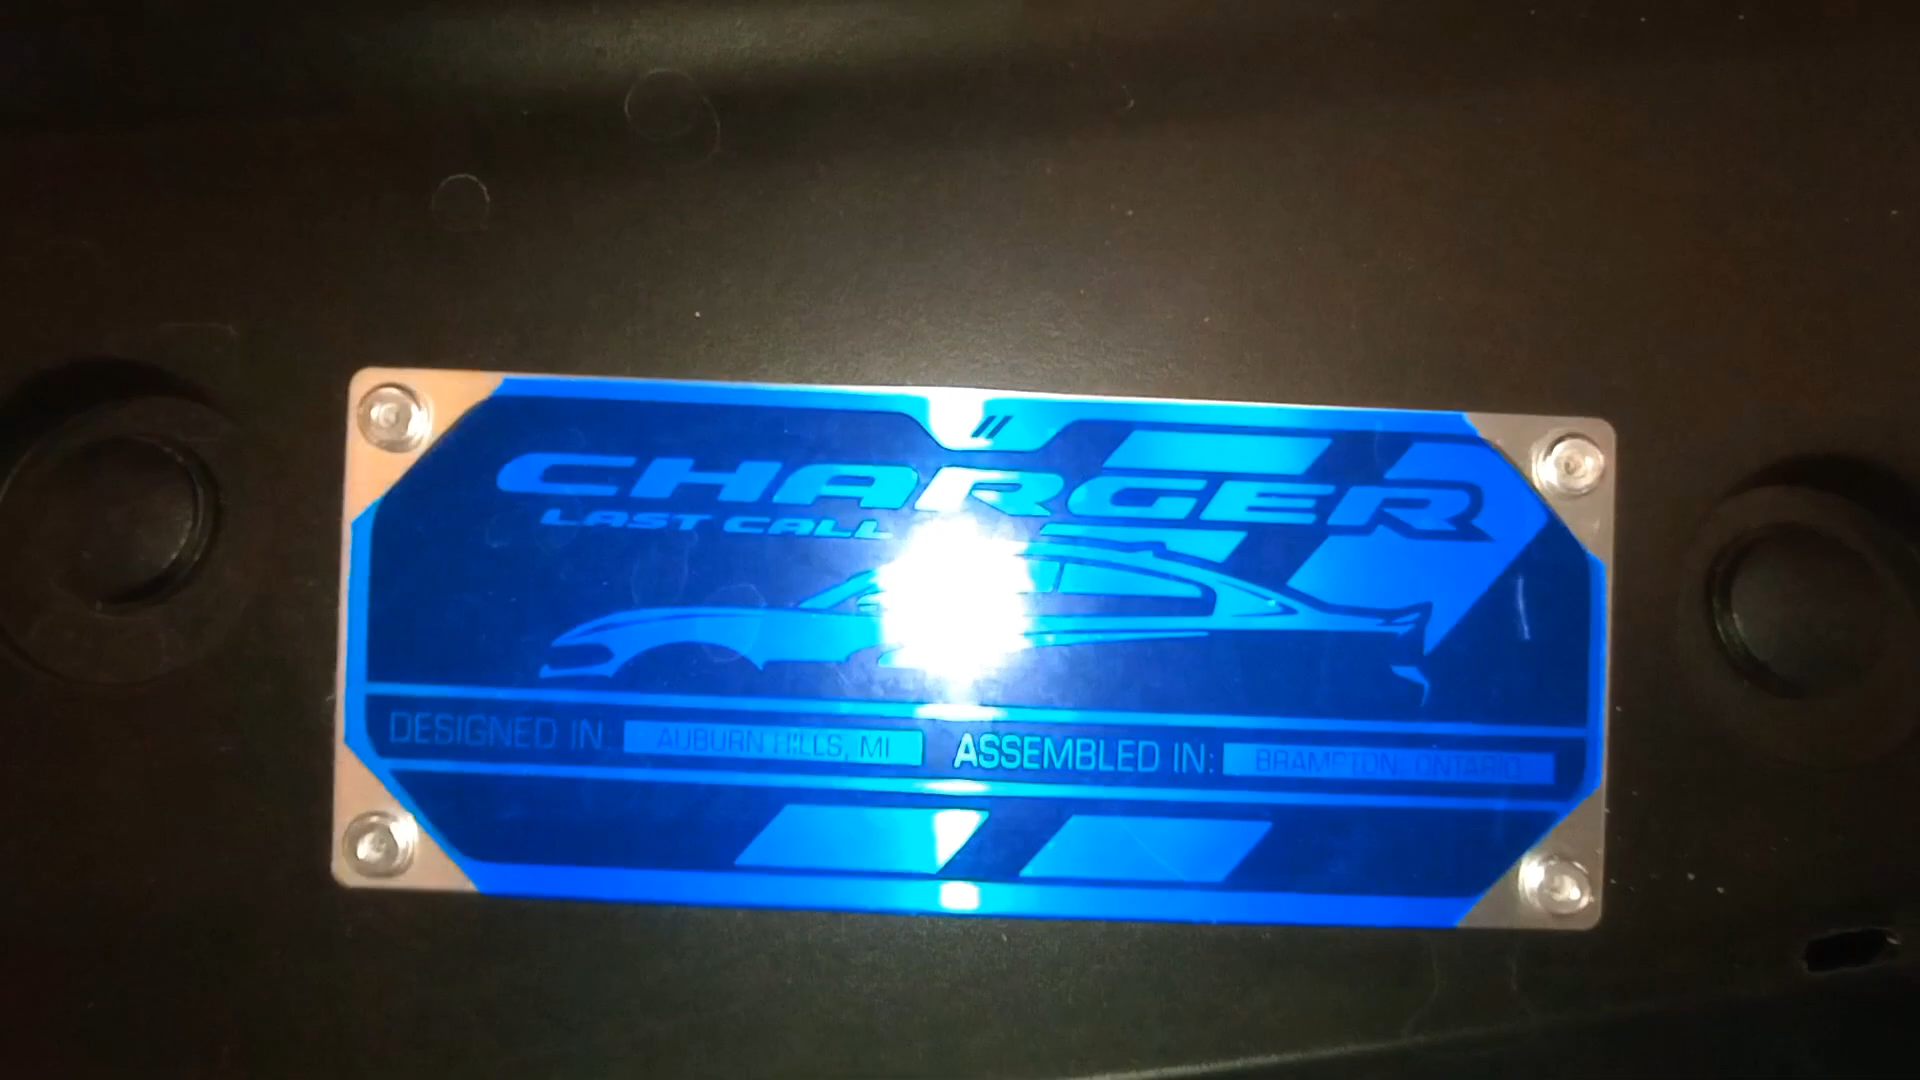 CHARGER
LAST CALL
DESIGNED IN: AUBURN HILLS, MI ASSEMBLED IN: BRAMPTON, ONTARIO